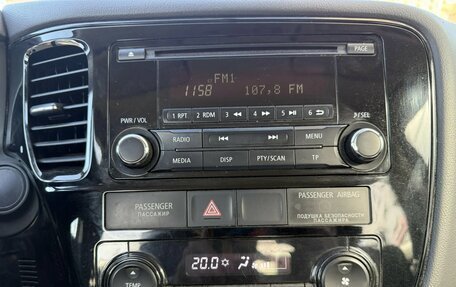 PAGE
FM1
1158 107,8 FM
PWR / VOL 1 RPT 2 RDM 3 4 5 6 /SEL
RADIO MENU
MEDIA DISP PTY/SCAN TP
PASSENGER PASSENGER AIRBAG
ПАССАЖИР ПОДУШКА БЕЗОПАСНОСТИ
ПАССАЖИРА
20.0
TEMP